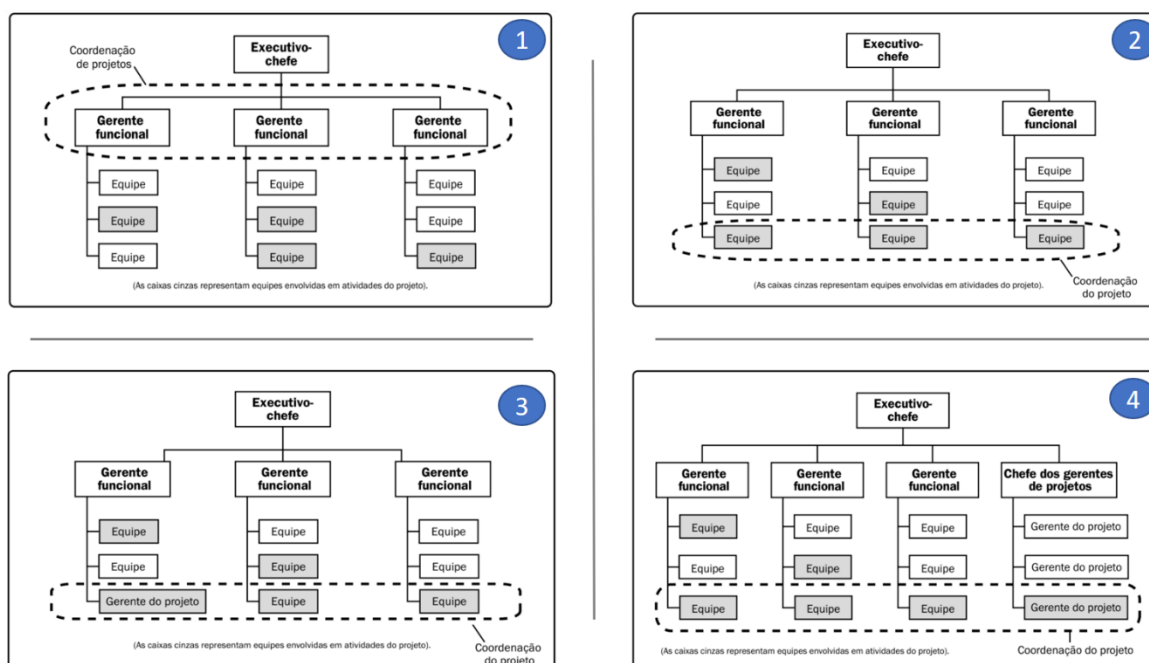 1
Coordenação
de projetos
Executivo-
chefe
Gerente
funcional
Gerente
funcional
Gerente
funcional
Equipe
Equipe
Equipe
Equipe
Equipe
Equipe
Equipe
Equipe
Equipe
(As caixas cinzas representam equipes envolvidas em atividades do projeto).
2
Executivo-
chefe
Gerente
funcional
Gerente
funcional
Gerente
funcional
Equipe
Equipe
Equipe
Equipe
Equipe
Equipe
Equipe
Equipe
Equipe
(As caixas cinzas representam equipes envolvidas em atividades do projeto).
Coordenação
do projeto
3
Executivo-
chefe
Gerente
funcional
Gerente
funcional
Gerente
funcional
Equipe
Equipe
Equipe
Equipe
Equipe
Equipe
Gerente do projeto
Equipe
Equipe
(As caixas cinzas representam equipes envolvidas em atividades do projeto).
Coordenação
do projeto
4
Executivo-
chefe
Gerente
funcional
Gerente
funcional
Gerente
funcional
Chefe dos gerentes
de projetos
Equipe
Equipe
Equipe
Gerente do projeto
Equipe
Equipe
Equipe
Gerente do projeto
Equipe
Equipe
Equipe
Gerente do projeto
(As caixas cinzas representam equipes envolvidas em atividades do projeto).
Coordenação do projeto